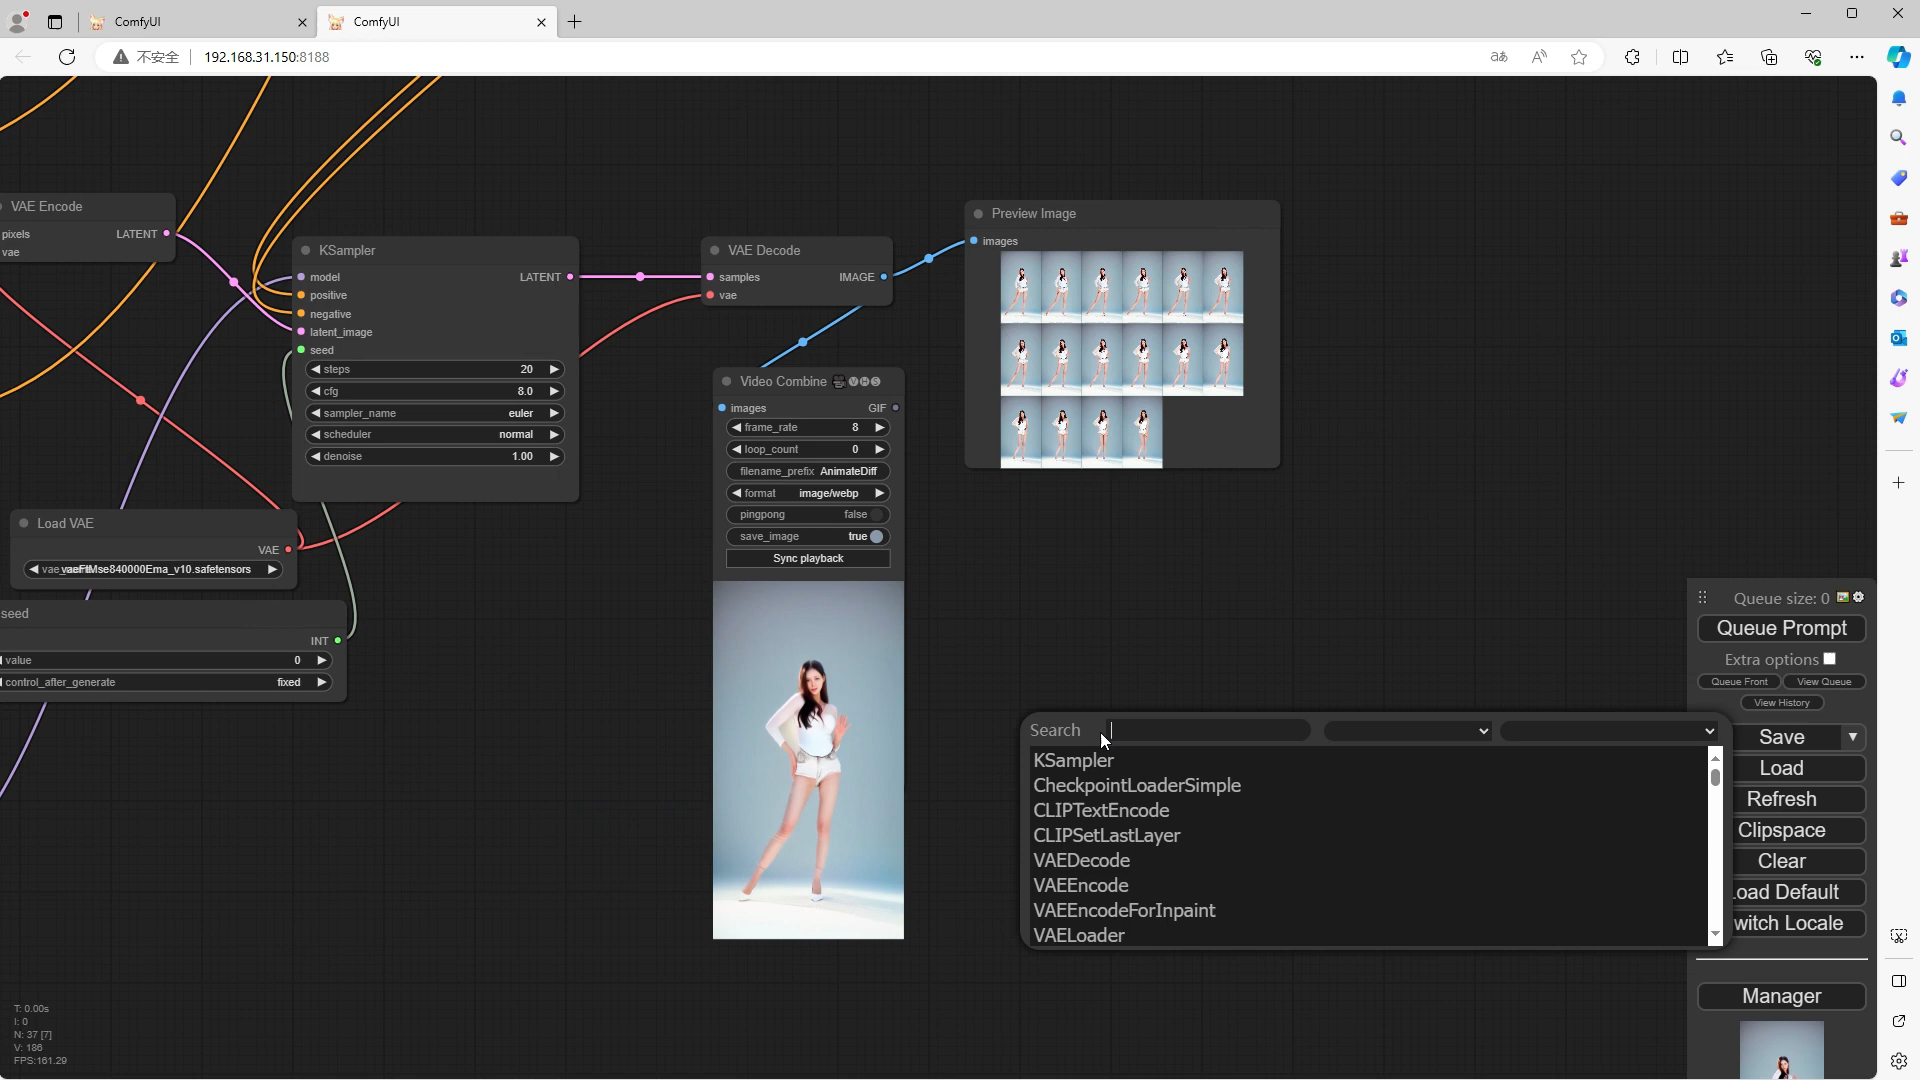 ComfyUI
ComfyUI
不安全
192.168.31.150:8188
VAE Encode
pixels
LATENT
vae
KSampler
model
LATENT
positive
negative
latent_image
seed
steps 20
cfg 8.0
sampler_name euler
scheduler normal
denoise 1.00
VAE Decode
samples
IMAGE
vae
Preview Image
images
Video Combine VHS
images
GIF
frame_rate 8
loop_count 0
filename_prefix AnimateDiff
format image/webp
pingpong false
save_image true
Sync playback
Load VAE
VAE
seed
INT
value 0
control_after_generate fixed
Queue size: 0
Queue Prompt
Extra options
Queue Front
View Queue
View History
Save
Load
Refresh
Clipspace
Clear
oad Default
witch Locale
Manager
Search
KSampler
CheckpointLoaderSimple
CLIPTextEncode
CLIPSetLastLayer
VAEDecode
VAEEncode
VAEEncodeForInpaint
VAELoader
T: 0.00s
I: 0
N: 37 [7]
V: 186
FPS:161.29